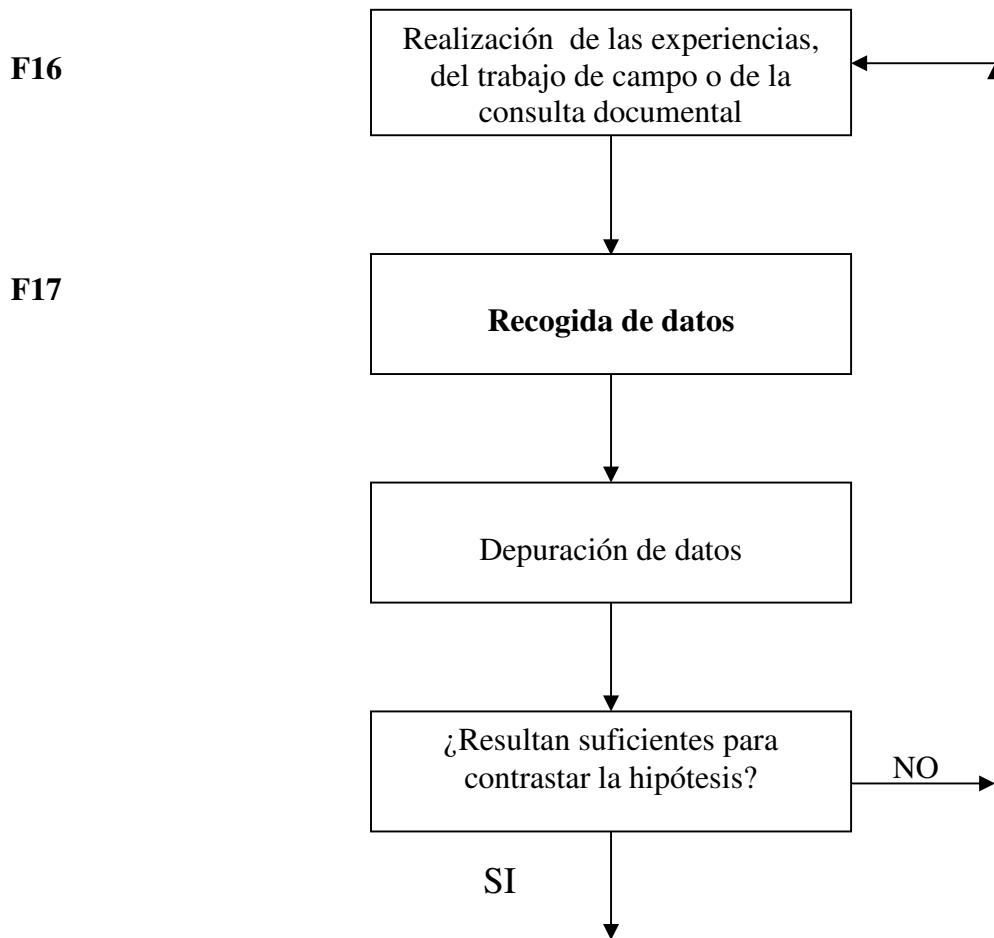 F16
Realización de las experiencias,
del trabajo de campo o de la
consulta documental
F17
Recogida de datos
Depuración de datos
¿Resultan suficientes para
contrastar la hipótesis?
NO
SI